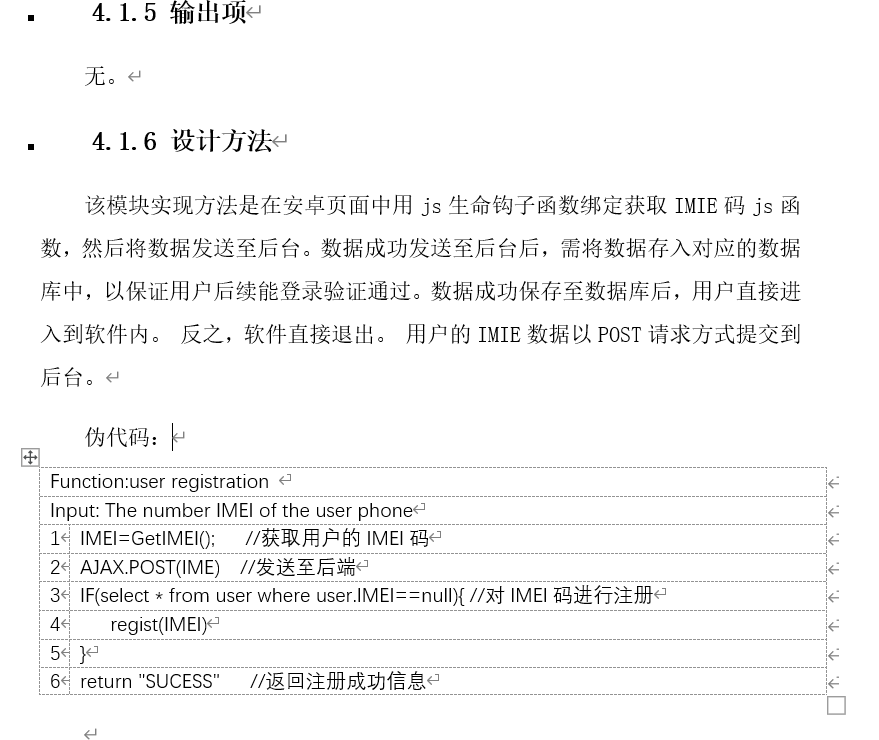 4.1.5 输出项
无。
4.1.6 设计方法
该模块实现方法是在安卓页面中用 js 生命钩子函数绑定获取 IMIE 码 js 函
数，然后将数据发送至后台。数据成功发送至后台后，需将数据存入对应的数据
库中，以保证用户后续能登录验证通过。数据成功保存至数据库后，用户直接进
入到软件内。 反之，软件直接退出。 用户的 IMIE 数据以 POST 请求方式提交到
后台。
伪代码：
Function:user registration
Input: The number IMEI of the user phone
1 IMEI=GetIMEI(); //获取用户的 IMEI 码
2 AJAX.POST(IME) //发送至后端
3 IF(select * from user where user.IMEI==null){ //对 IMEI 码进行注册
4 regist(IMEI)
5 }
6 return "SUCESS" //返回注册成功信息